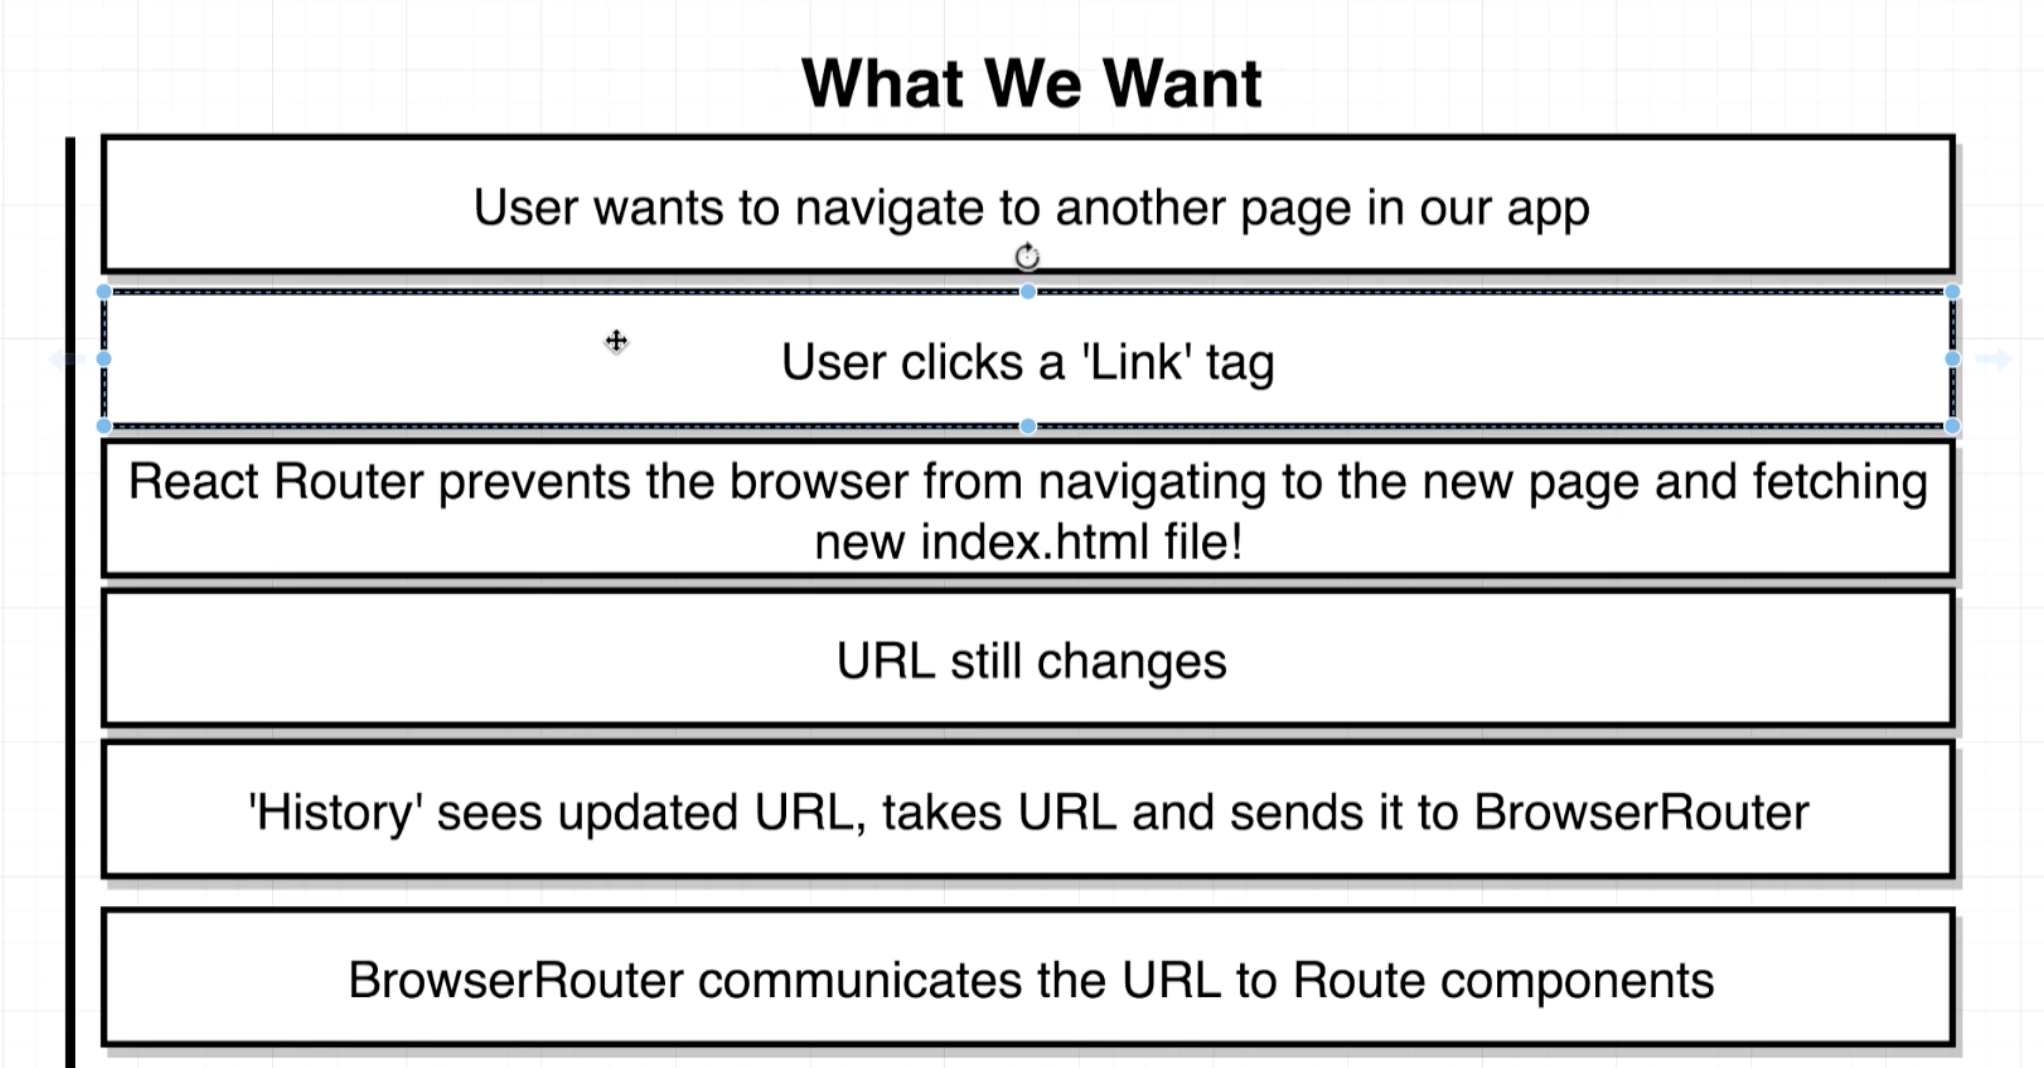 What We Want
User wants to navigate to another page in our app
User clicks a 'Link' tag
React Router prevents the browser from navigating to the new page and fetching
new index.html file!
URL still changes
'History' sees updated URL, takes URL and sends it to BrowserRouter
BrowserRouter communicates the URL to Route components